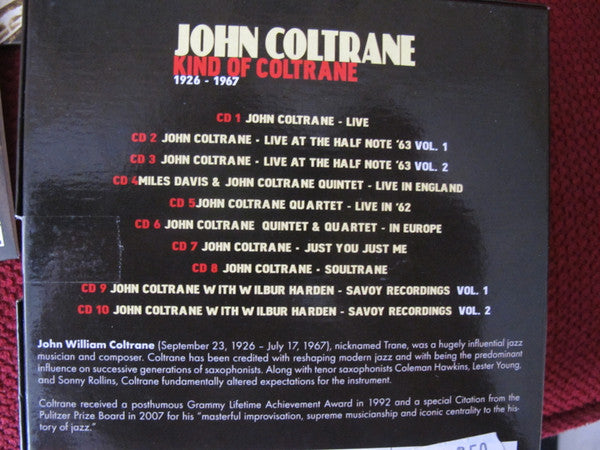 JOHN COLTRANE
KIND OF COLTRANE
1926 - 1967
CD 1 JOHN COLTRANE - LIVE
CD 2 JOHN COLTRANE - LIVE AT THE HALF NOTE '63 VOL. 1
CD 3 JOHN COLTRANE - LIVE AT THE HALF NOTE '63 VOL. 2
CD 4 MILES DAVIS & JOHN COLTRANE QUINTET - LIVE IN ENGLAND
CD 5 JOHN COLTRANE QUARTET - LIVE IN '62
CD 6 JOHN COLTRANE QUINTET & QUARTET - IN EUROPE
CD 7 JOHN COLTRANE - JUST YOU JUST ME
CD 8 JOHN COLTRANE - SOULTRANE
CD 9 JOHN COLTRANE WITH WILBUR HARDEN - SAVOY RECORDINGS VOL. 1
CD 10 JOHN COLTRANE WITH WILBUR HARDEN - SAVOY RECORDINGS VOL. 2
John William Coltrane (September 23, 1926 – July 17, 1967), nicknamed Trane, was a hugely influential jazz
musician and composer. Coltrane has been credited with reshaping modern jazz and with being the predominant
influence on successive generations of saxophonists. Along with tenor saxophonists Coleman Hawkins, Lester Young,
and Sonny Rollins, Coltrane fundamentally altered expectations for the instrument.
Coltrane received a posthumous Grammy Lifetime Achievement Award in 1992 and a special Citation from the
Pulitzer Prize Board in 2007 for his "masterful improvisation, supreme musicianship and iconic centrality to the his-
tory of jazz."